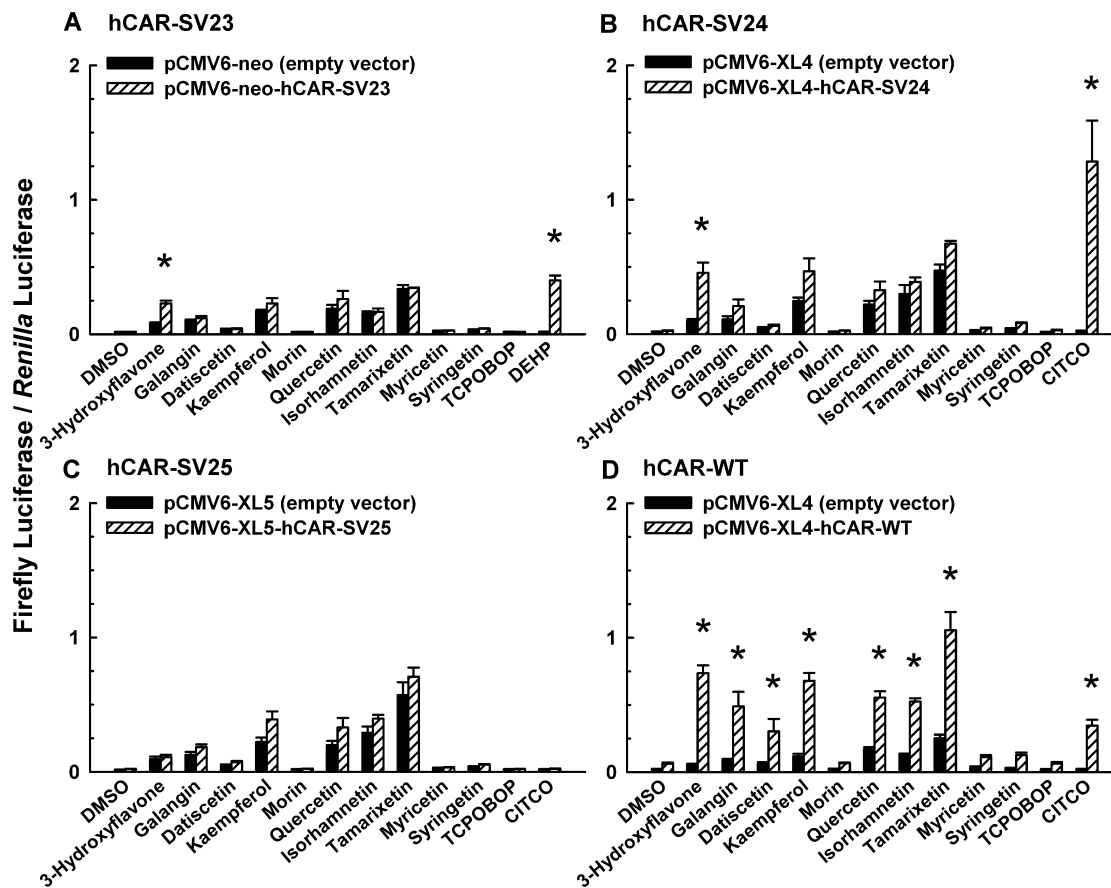 Firefly Luciferase / Renilla Luciferase
A hCAR-SV23
pCMV6-neo (empty vector)
pCMV6-neo-hCAR-SV23
2
1
0
*
*
DMSO
3-Hydroxyflavone
Galangin
Datiscetin
Kaempferol
Morin
Quercetin
Isorhamnetin
Tamarixetin
Myricetin
Syringetin
TCPOBOP
DEHP
B hCAR-SV24
pCMV6-XL4 (empty vector)
pCMV6-XL4-hCAR-SV24
2
1
0
*
*
DMSO
3-Hydroxyflavone
Galangin
Datiscetin
Kaempferol
Morin
Quercetin
Isorhamnetin
Tamarixetin
Myricetin
Syringetin
TCPOBOP
CITCO
C hCAR-SV25
pCMV6-XL5 (empty vector)
pCMV6-XL5-hCAR-SV25
2
1
0
DMSO
3-Hydroxyflavone
Galangin
Datiscetin
Kaempferol
Morin
Quercetin
Isorhamnetin
Tamarixetin
Myricetin
Syringetin
TCPOBOP
CITCO
D hCAR-WT
pCMV6-XL4 (empty vector)
pCMV6-XL4-hCAR-WT
2
1
0
*
*
*
*
*
*
*
*
DMSO
3-Hydroxyflavone
Galangin
Datiscetin
Kaempferol
Morin
Quercetin
Isorhamnetin
Tamarixetin
Myricetin
Syringetin
TCPOBOP
CITCO